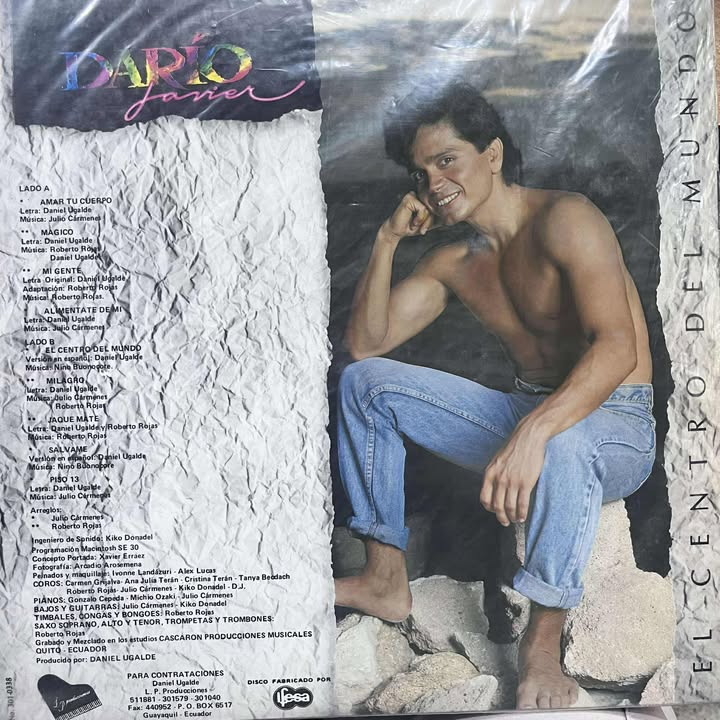 DARÍO
Javier
EL CENTRO DEL MUNDO
LADO A
* AMAR TU CUERPO
Letra: Daniel Ugalde
Música: Julio Cármenes
** MAGICO
Letra: Daniel Ugalde
Música: Roberto Rojas
Daniel Ugalde
** MI GENTE
Letra Original: Daniel Ugalde
Adaptación: Roberto Rojas
Música: Roberto Rojas.
* ALIMENTATE DE MI
Letra: Daniel Ugalde
Música: Julio Cármenes
LADO B
* EL CENTRO DEL MUNDO
Versión en español: Daniel Ugalde
Música: Nino Buonocore.
** MILAGRO
Letra: Daniel Ugalde
Música: Julio Cármenes
Roberto Rojas
** JAQUE MATE
Letra: Daniel Ugalde y Roberto Rojas
Música: Roberto Rojas
* SALVAME
Versión en español: Daniel Ugalde
Música: Nino Buonocore
PISO 13
Letra: Daniel Ugalde
Música: Julio Cármenes
Arreglos:
* Julio Cármenes
** Roberto Rojas
Ingeniero de Sonido: Kiko Donadel
Programación Macintosh SE 30
Concepto Portada: Xavier Erráez
Fotografía: Arcadio Arosemena
Peinados y maquillaje: Ivonne Landázuri - Alex Lucas
COROS: Carmen Grijalva- Ana Julia Terán - Cristina Terán - Tanya Beodach
Roberto Rojas- Julio Cármenes - Kiko Donadel - D.J.
PIANOS: Gonzalo Cepeda - Michio Ozaki - Julio Cármenes
BAJOS Y GUITARRAS: Julio Cármenes - Kiko Donadel
TIMBALES, CONGAS Y BONGOES: Roberto Rojas
SAXO SOPRANO, ALTO Y TENOR, TROMPETAS Y TROMBONES:
Roberto Rojas
Grabado y Mezclado en los estudios CASCARON PRODUCCIONES MUSICALES
QUITO - ECUADOR
Producido por: DANIEL UGALDE
PARA CONTRATACIONES
Daniel Ugalde
L. P. Producciones
511881 - 301579 - 301040
Fax: 440952 - P. O. BOX 6517
Guayaquil - Ecuador
DISCO FABRICADO POR
ifesa
No. 301-0338